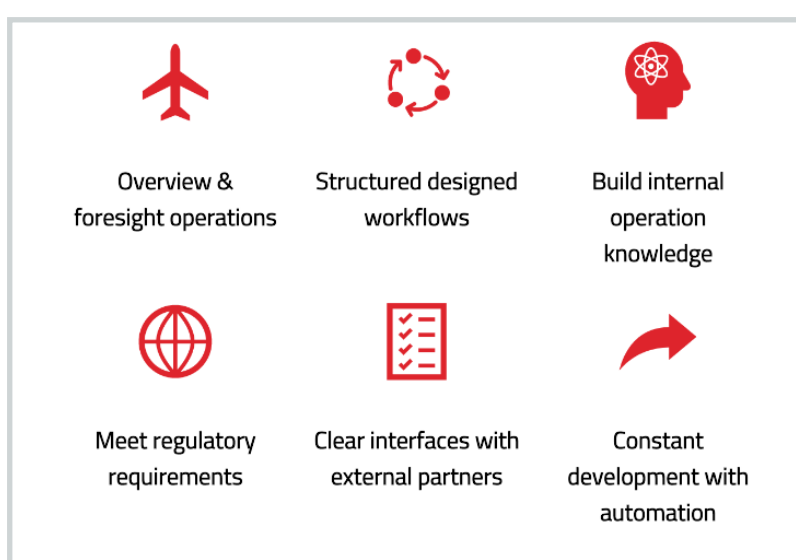 Overview &
foresight operations
Structured designed
workflows
Build internal
operation
knowledge
Meet regulatory
requirements
Clear interfaces with
external partners
Constant
development with
automation